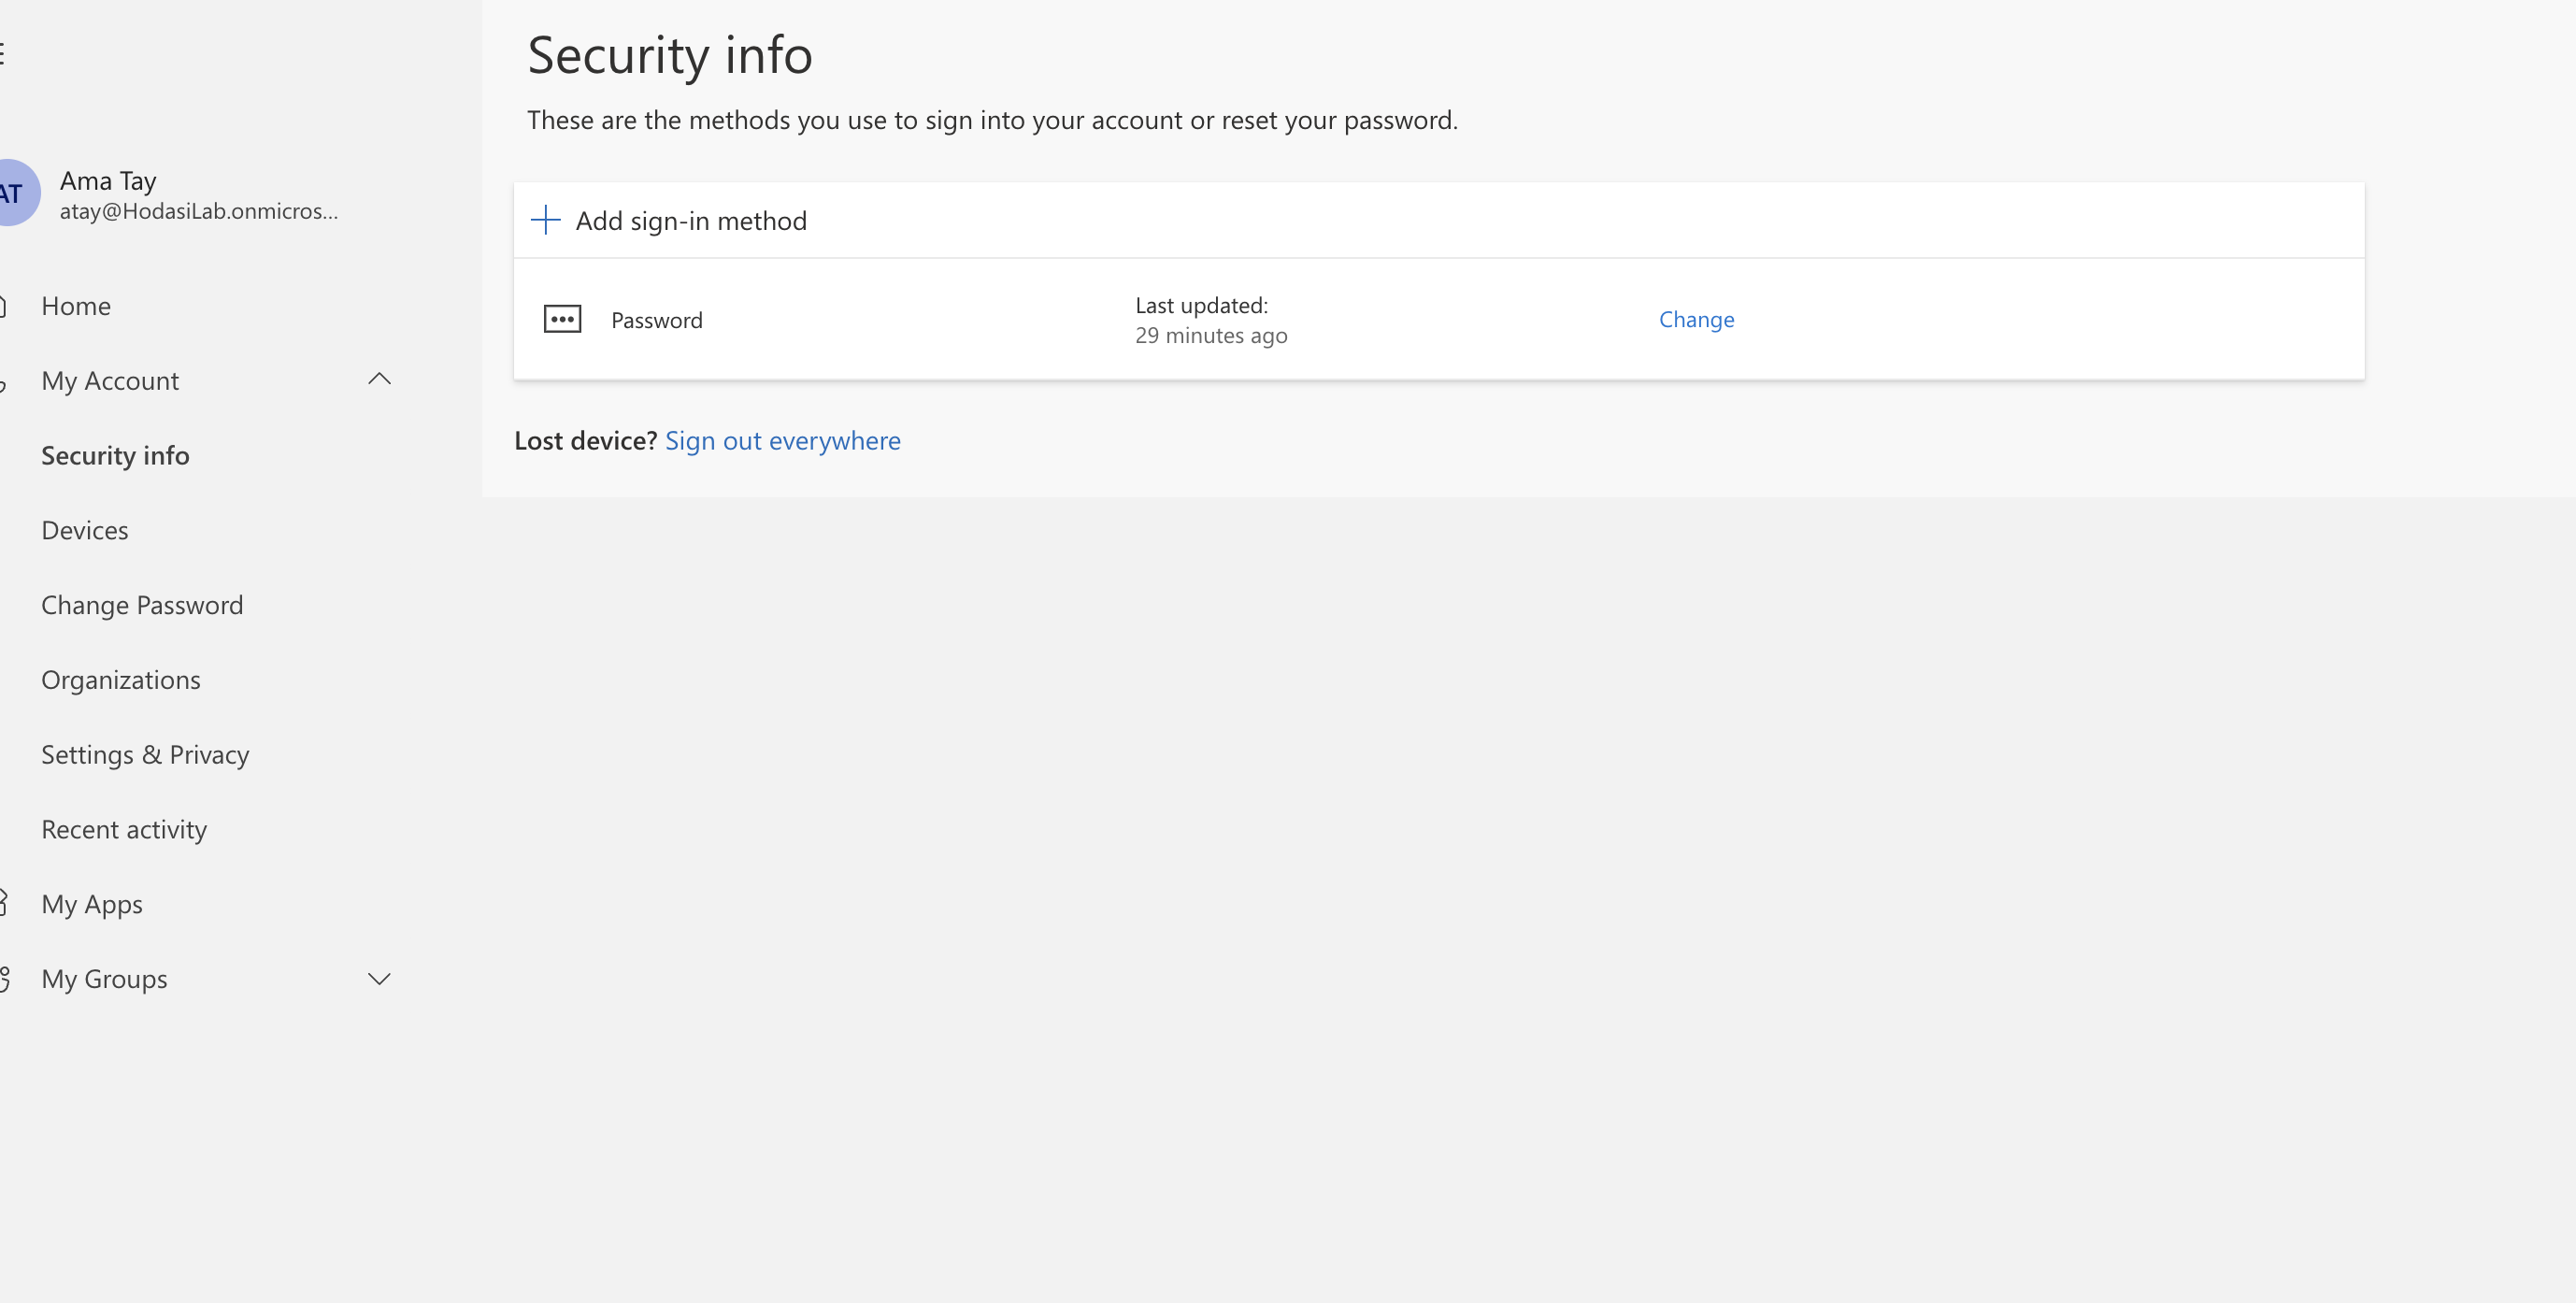 Security info
These are the methods you use to sign into your account or reset your password.
AT
Ama Tay
atay@HodasiLab.onmicros...
Add sign-in method
Password
Last updated:
29 minutes ago
Change
Lost device? Sign out everywhere
Home
My Account
Security info
Devices
Change Password
Organizations
Settings & Privacy
Recent activity
My Apps
My Groups